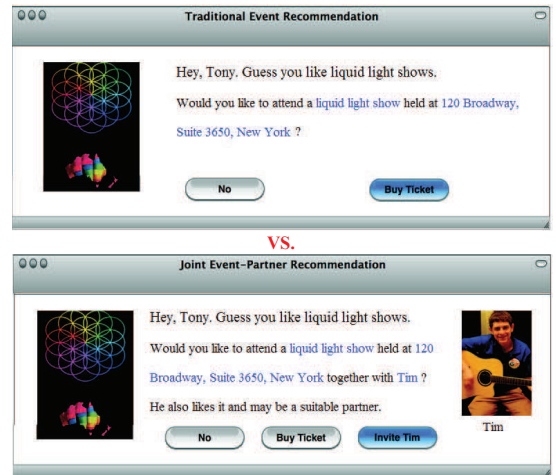 Traditional Event Recommendation
Hey, Tony. Guess you like liquid light shows.
Would you like to attend a liquid light show held at 120 Broadway,
Suite 3650, New York ?
No
Buy Ticket
VS.
Joint Event-Partner Recommendation
Hey, Tony. Guess you like liquid light shows.
Would you like to attend a liquid light show held at 120
Broadway, Suite 3650, New York together with Tim ?
He also likes it and may be a suitable partner.
Tim
No
Buy Ticket
Invite Tim